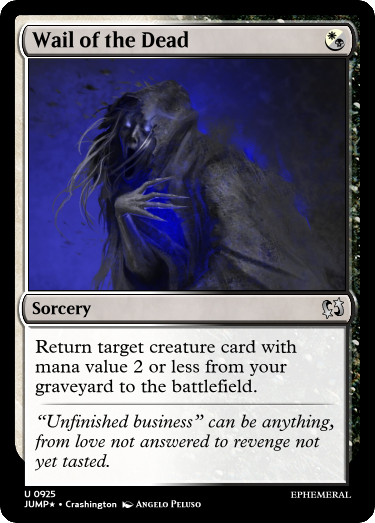 Wail of the Dead
Sorcery
Return target creature card with
mana value 2 or less from your
graveyard to the battlefield.
“Unfinished business” can be anything,
from love not answered to revenge not
yet tasted.
U 0925
JUMP★ • Crashington Angelo Peluso
EPHEMERAL